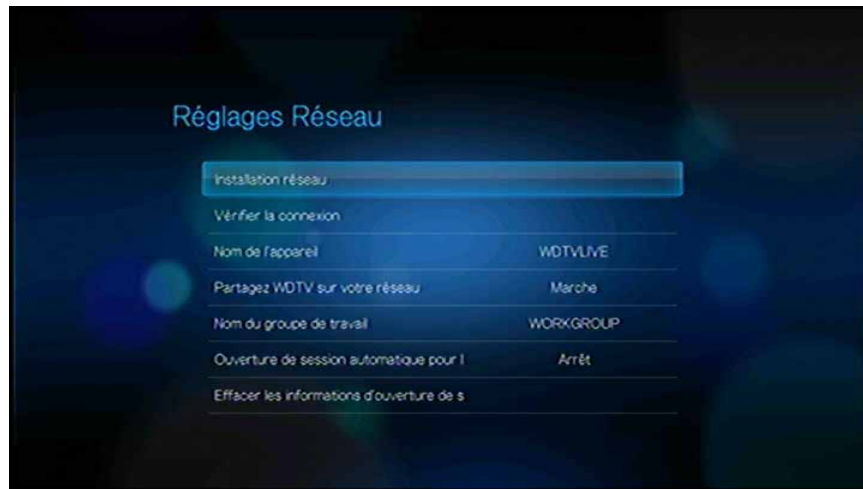 Réglages Réseau
Installation réseau
Vérifier la connexion
Nom de l'appareil WDTVLIVE
Partagez WDTV sur votre réseau Marche
Nom du groupe de travail WORKGROUP
Ouverture de session automatique pour l Arrêt
Effacer les informations d'ouverture de s